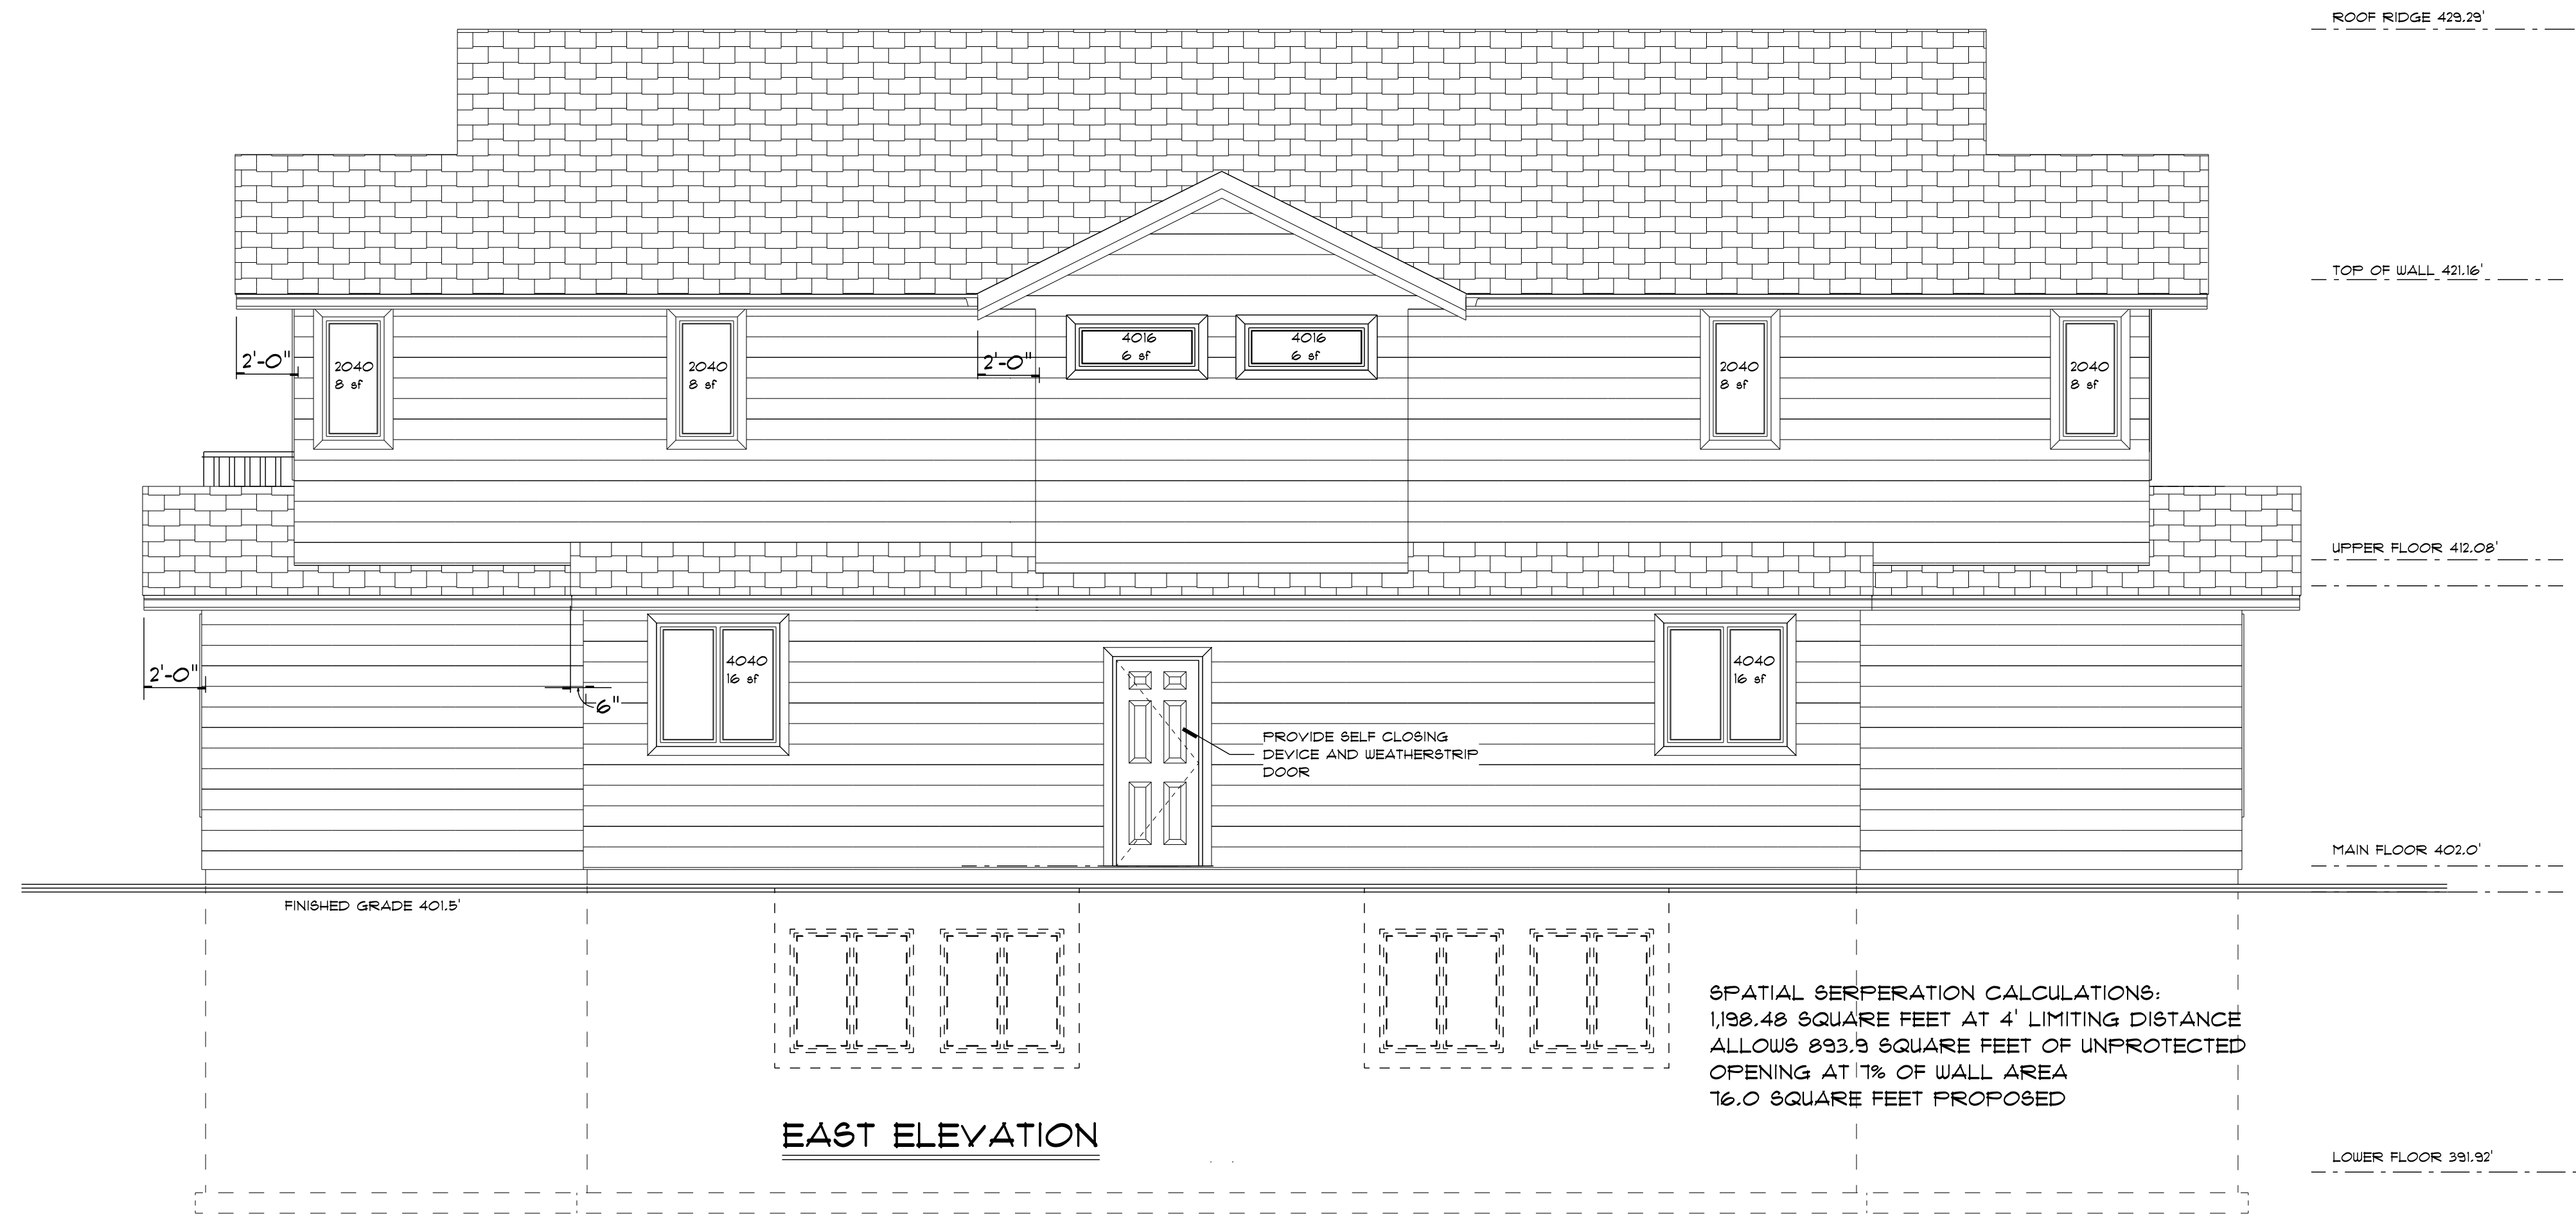 ROOF RIDGE 429.29'
TOP OF WALL 421.16'
4016
6 sf
4016
6 sf
2'-0"
2'-0"
2040
8 sf
2040
8 sf
2040
8 sf
2040
8 sf
UPPER FLOOR 412.08'
2'-0"
6"
4040
16 sf
4040
16 sf
PROVIDE SELF CLOSING
DEVICE AND WEATHERSTRIP
DOOR
MAIN FLOOR 402.0'
FINISHED GRADE 401.5'
SPATIAL SERPERATION CALCULATIONS:
1,198.48 SQUARE FEET AT 4' LIMITING DISTANCE
ALLOWS 893.9 SQUARE FEET OF UNPROTECTED
OPENING AT 7% OF WALL AREA
76.0 SQUARE FEET PROPOSED
EAST ELEVATION
LOWER FLOOR 391.92'